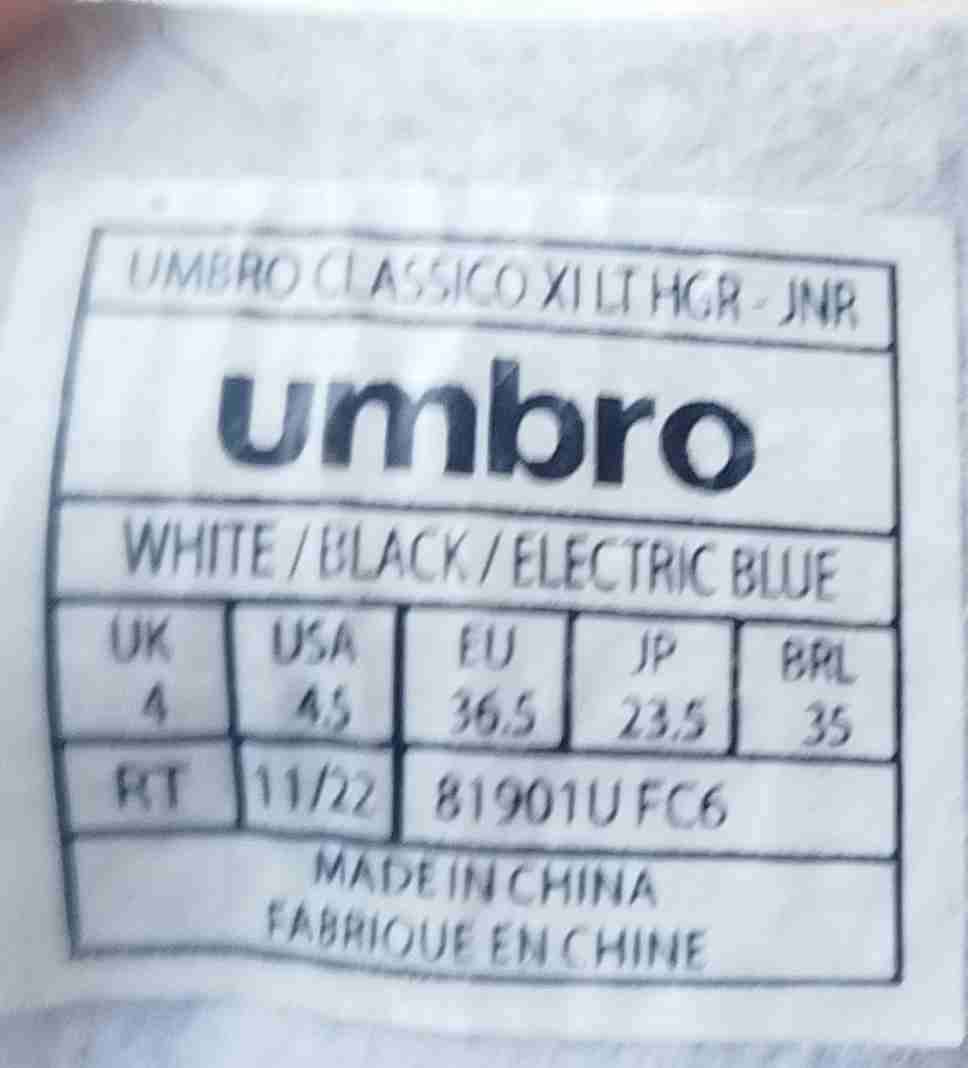 UMBRO CLASSICO XI LT HGR - JNR
umbro
WHITE / BLACK / ELECTRIC BLUE
UK USA EU JP BRL
4 4.5 36.5 23.5 35
RT 11/22 81901U FC6
MADE IN CHINA
FABRIQUE EN CHINE